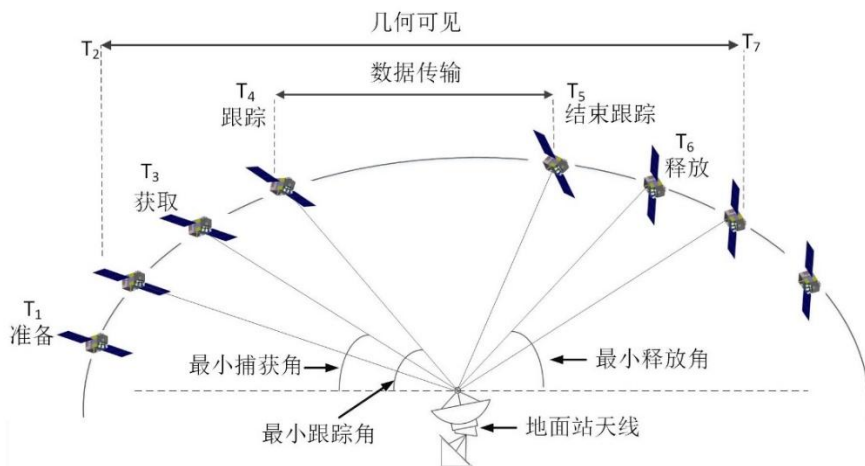 几何可见
T2
T7
数据传输
T4
跟踪
T5
结束跟踪
T6
释放
T3
获取
T1
准备
最小捕获角
最小释放角
最小跟踪角
地面站天线